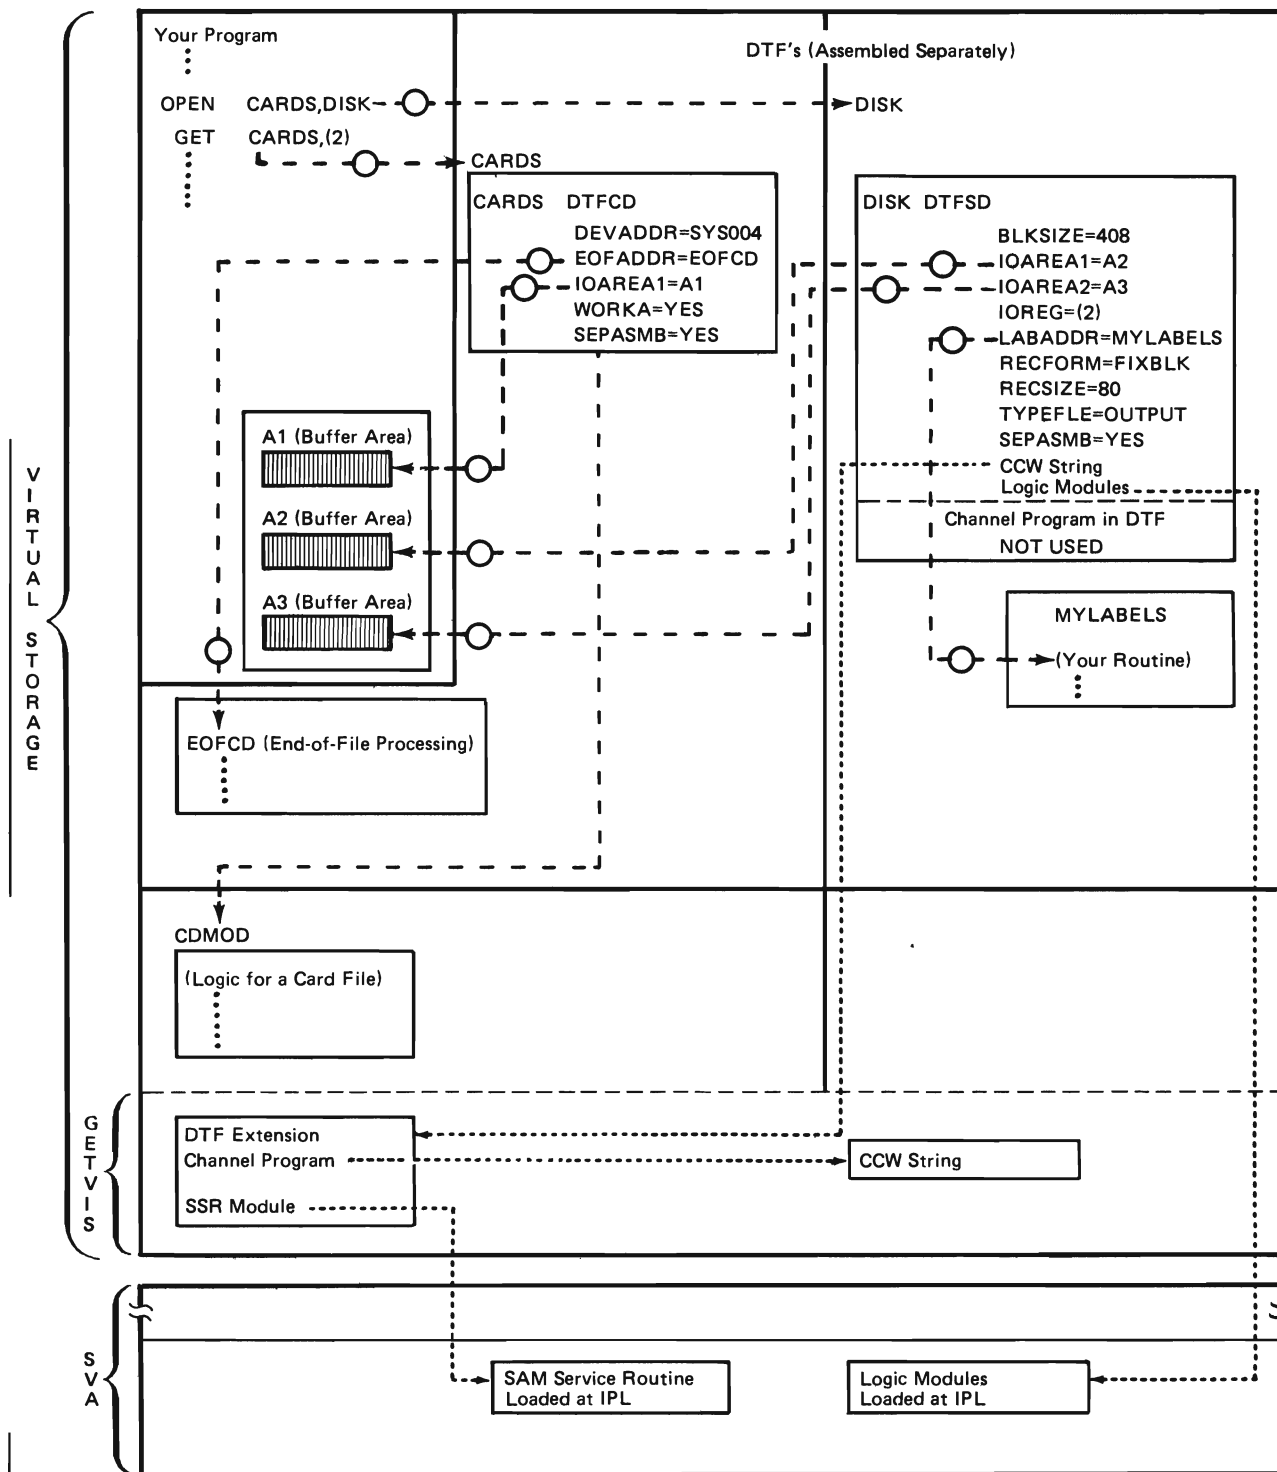 Your Program
DTF's (Assembled Separately)
OPEN CARDS,DISK
DISK
GET CARDS,(2)
CARDS
CARDS DTFCD
DEVADDR=SYS004
EOFADDR=EOFCD
IOAREA1=A1
WORKA=YES
SEPASMB=YES
DISK DTFSD
BLKSIZE=408
IOAREA1=A2
IOAREA2=A3
IOREG=(2)
LABADDR=MYLABELS
RECFORM=FIXBLK
RECSIZE=80
TYPEFLE=OUTPUT
SEPASMB=YES
CCW String
Logic Modules
Channel Program in DTF
NOT USED
A1 (Buffer Area)
A2 (Buffer Area)
A3 (Buffer Area)
MYLABELS
(Your Routine)
VIRTUAL STORAGE
EOFCD (End-of-File Processing)
CDMOD
(Logic for a Card File)
GETVIS
DTF Extension
Channel Program
SSR Module
CCW String
SVA
SAM Service Routine
Loaded at IPL
Logic Modules
Loaded at IPL